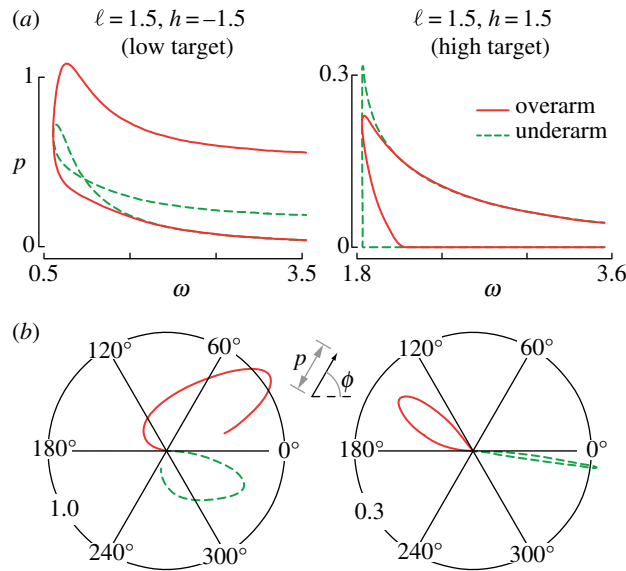 (a)
ℓ = 1.5, h = –1.5
(low target)
ℓ = 1.5, h = 1.5
(high target)
1
p
0
0.5
ω
3.5
0.3
overarm
underarm
0
1.8
ω
3.6
(b)
120°
60°
180°
0°
1.0
240°
300°
p
ϕ
120°
60°
180°
0°
0.3
240°
300°